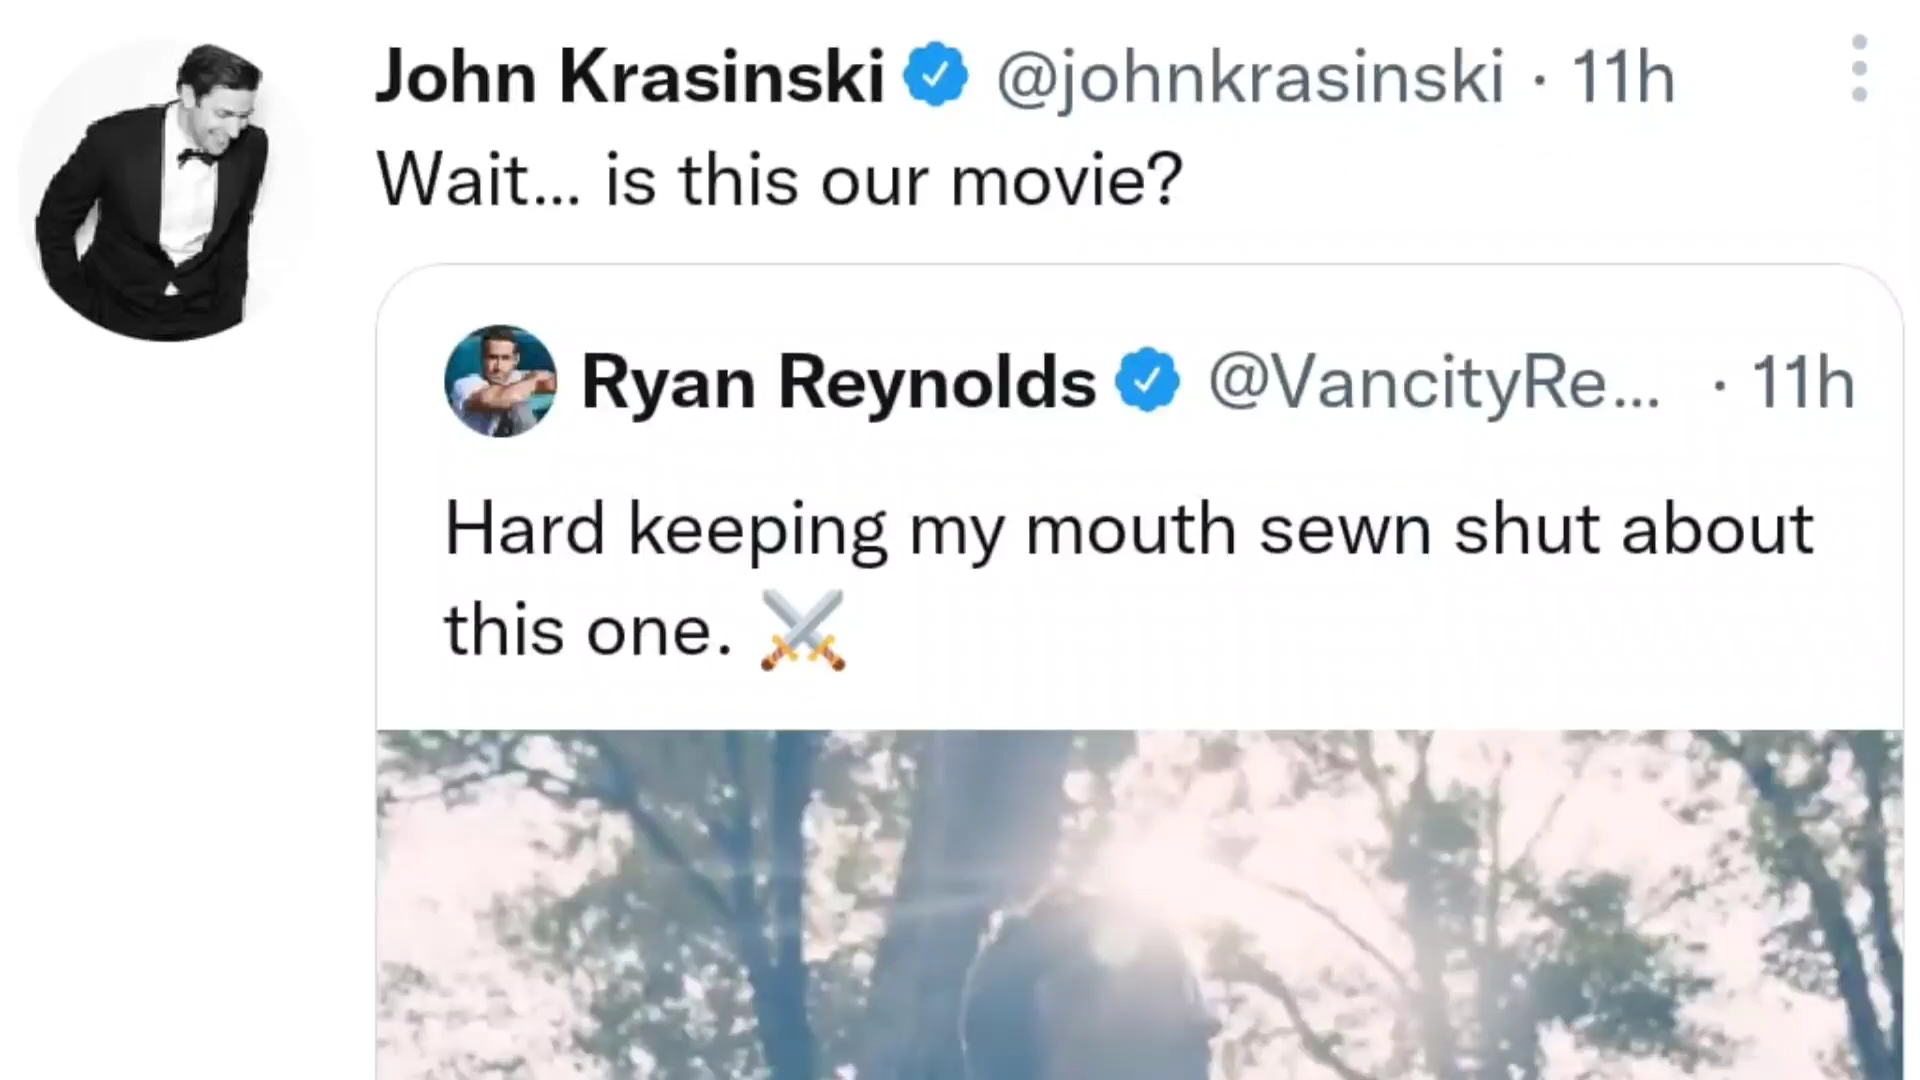 John Krasinski @johnkrasinski · 11h
Wait... is this our movie?
Ryan Reynolds @VancityRe... · 11h
Hard keeping my mouth sewn shut about
this one. ⚔️